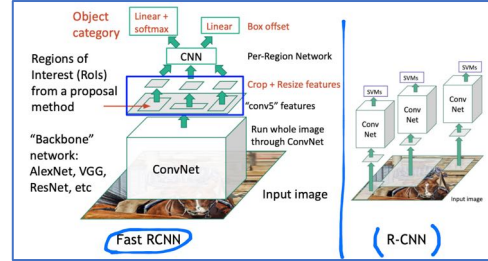 Object
category
Linear +
softmax
Linear
Box offset
CNN
Per-Region Network
Regions of
Interest (RoIs)
from a proposal
method
Crop + Resize features
"conv5" features
"Backbone"
network:
AlexNet, VGG,
ResNet, etc
Run whole image
through ConvNet
ConvNet
Input image
Fast RCNN
SVMs
SVMs
SVMs
Conv
Net
Conv
Net
Conv
Net
Input image
R-CNN